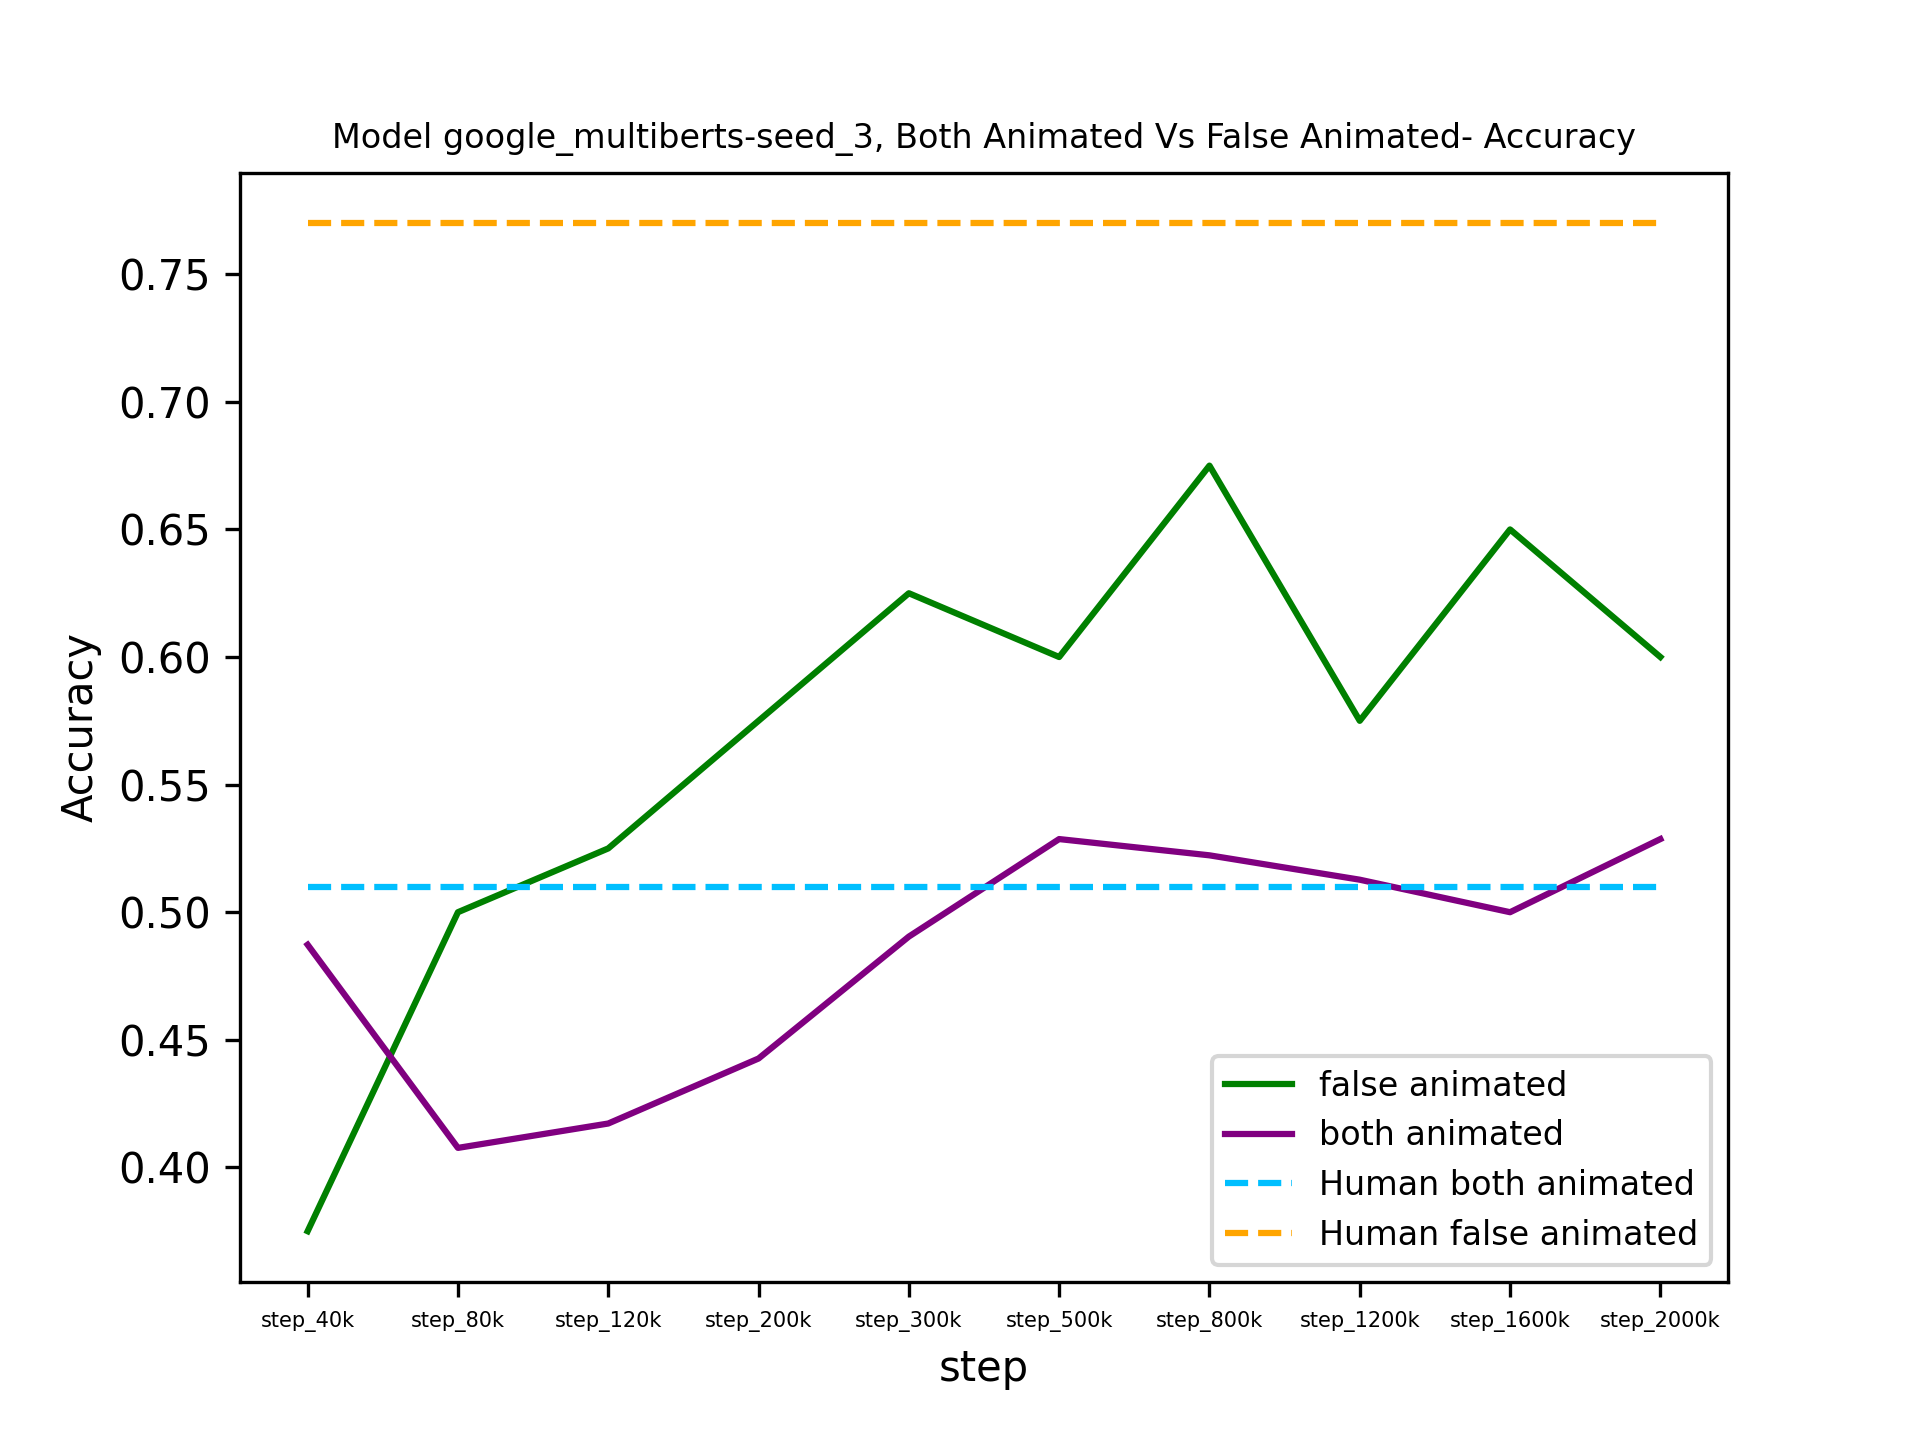 Model google_multiberts-seed_3, Both Animated Vs False Animated- Accuracy
Accuracy
0.75
0.70
0.65
0.60
0.55
0.50
0.45
0.40
false animated
both animated
Human both animated
Human false animated
step_40k step_80k step_120k step_200k step_300k step_500k step_800k step_1200k step_1600k step_2000k
step